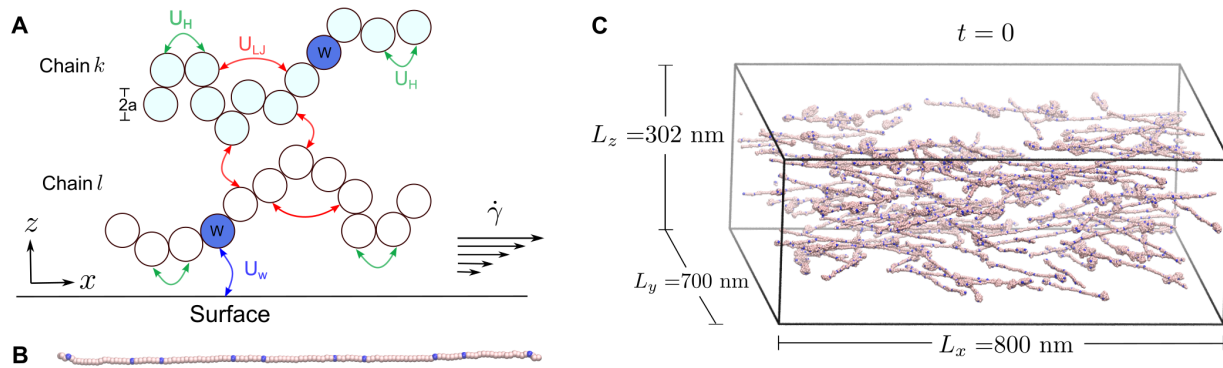 A
U_H
U_LJ
W
U_H
Chain k
2a
Chain l
W
U_w
γ̇
z
x
Surface
B
C
t = 0
L_z =302 nm
L_y =700 nm
L_x =800 nm